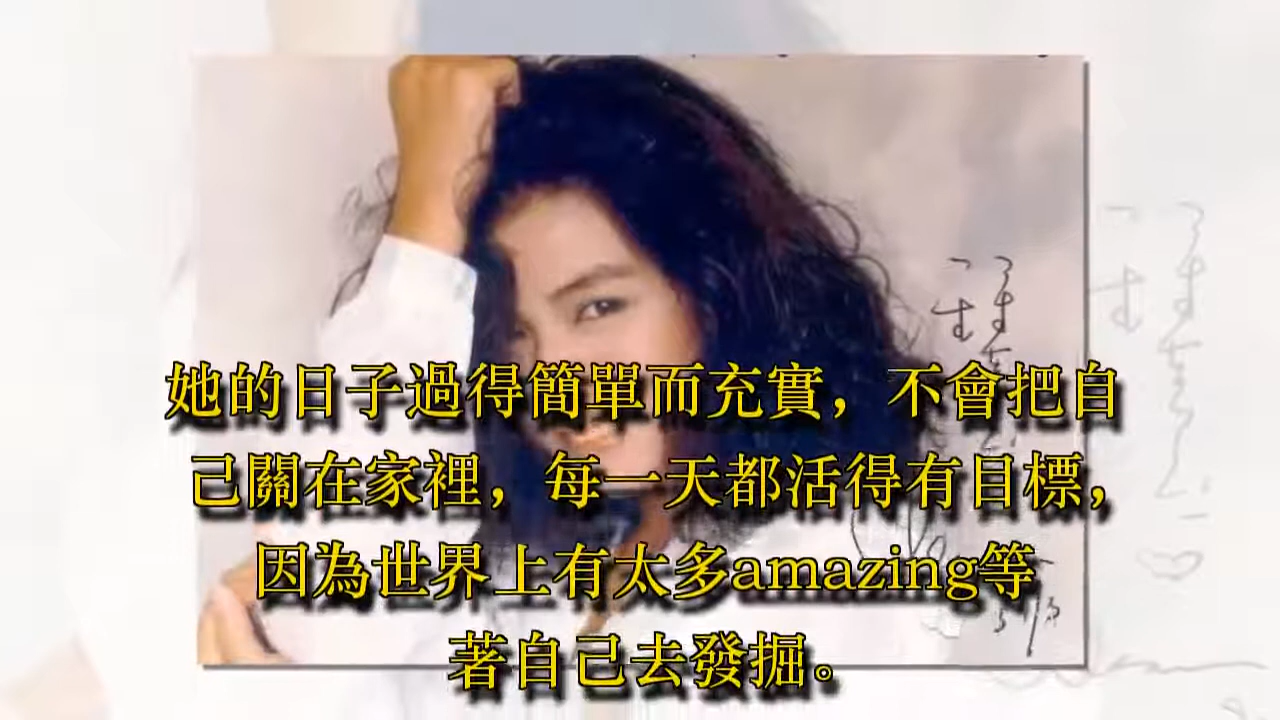 她的日子過得簡單而充實，不會把自
己關在家裡，每一天都活得有目標，
因為世界上有太多amazing等
著自己去發掘。